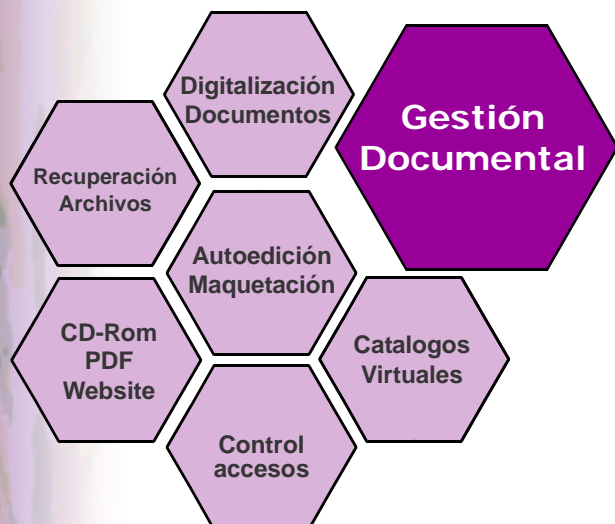 Digitalización
Documentos
Gestión
Documental
Recuperación
Archivos
Autoedición
Maquetación
CD-Rom
PDF
Website
Catalogos
Virtuales
Control
accesos